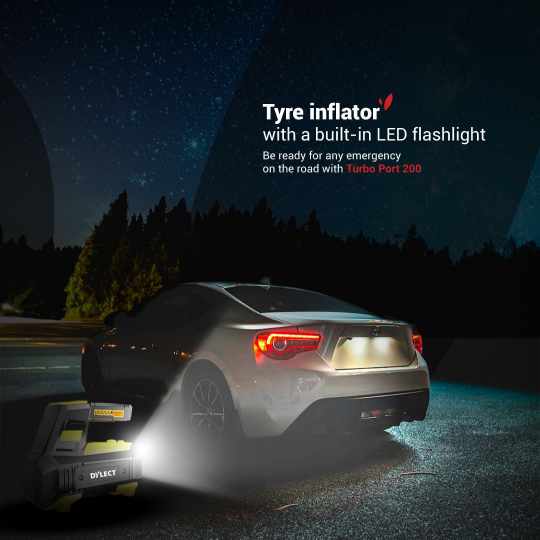 Tyre inflator
with a built-in LED flashlight
Be ready for any emergency
on the road with Turbo Port 200
DYLECT